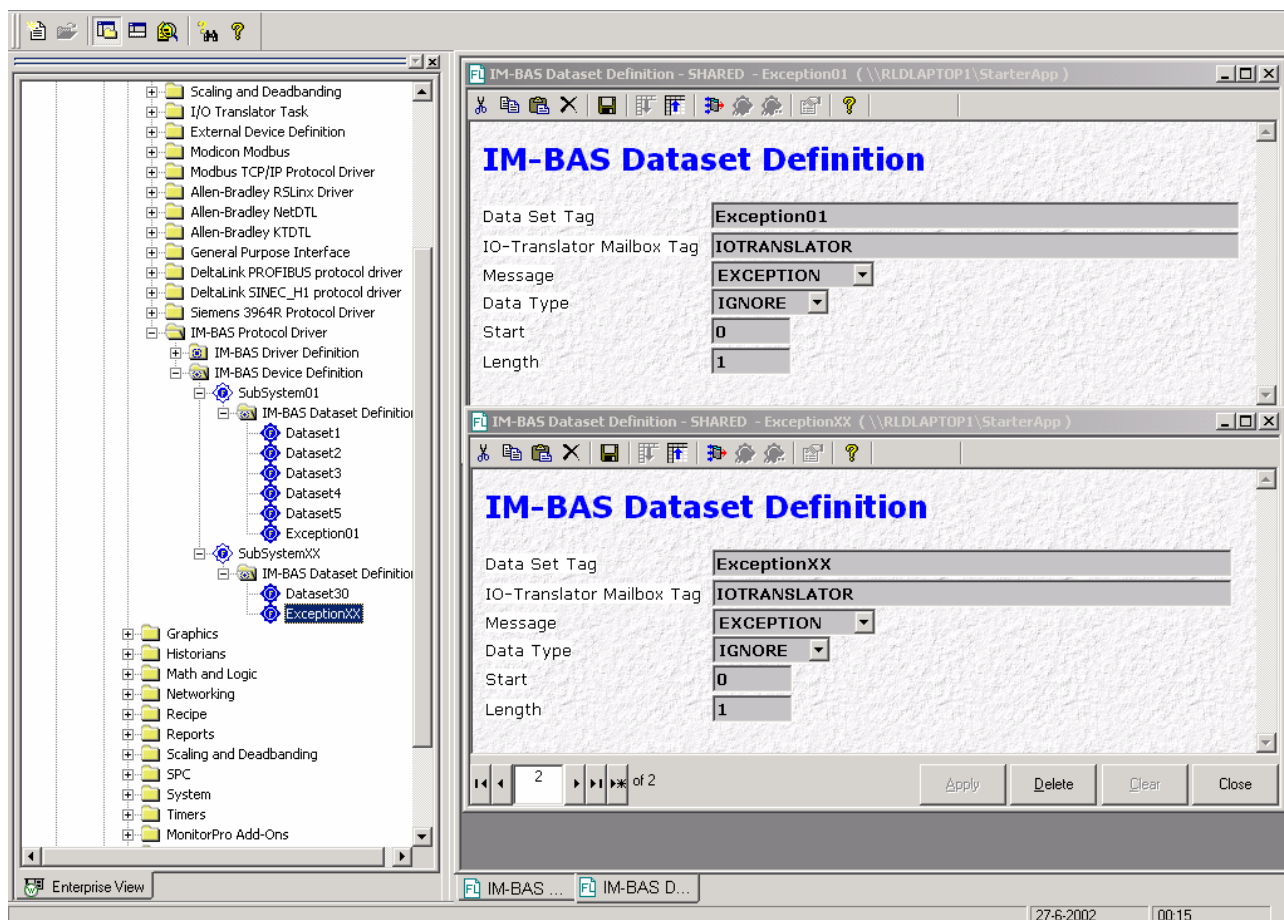 Scaling and Deadbanding
I/O Translator Task
External Device Definition
Modicon Modbus
Modbus TCP/IP Protocol Driver
Allen-Bradley RSLinx Driver
Allen-Bradley NetDTL
Allen-Bradley KTDTL
General Purpose Interface
DeltaLink PROFIBUS protocol driver
DeltaLink SINEC_H1 protocol driver
Siemens 3964R Protocol Driver
IM-BAS Protocol Driver
IM-BAS Driver Definition
IM-BAS Device Definition
SubSystem01
IM-BAS Dataset Definition
Dataset1
Dataset2
Dataset3
Dataset4
Dataset5
Exception01
SubSystemXX
IM-BAS Dataset Definition
Dataset30
ExceptionXX
Graphics
Historians
Math and Logic
Networking
Recipe
Reports
Scaling and Deadbanding
SPC
System
Timers
MonitorPro Add-Ons
Enterprise View
IM-BAS Dataset Definition - SHARED - Exception01 ( \\RLDLAPTOP1\StarterApp )
IM-BAS Dataset Definition
Data Set Tag Exception01
IO-Translator Mailbox Tag IOTRANSLATOR
Message EXCEPTION
Data Type IGNORE
Start 0
Length 1
IM-BAS Dataset Definition - SHARED - ExceptionXX ( \\RLDLAPTOP1\StarterApp )
IM-BAS Dataset Definition
Data Set Tag ExceptionXX
IO-Translator Mailbox Tag IOTRANSLATOR
Message EXCEPTION
Data Type IGNORE
Start 0
Length 1
2 of 2 Apply Delete Clear Close
IM-BAS ... IM-BAS D...
27-6-2002 00:15